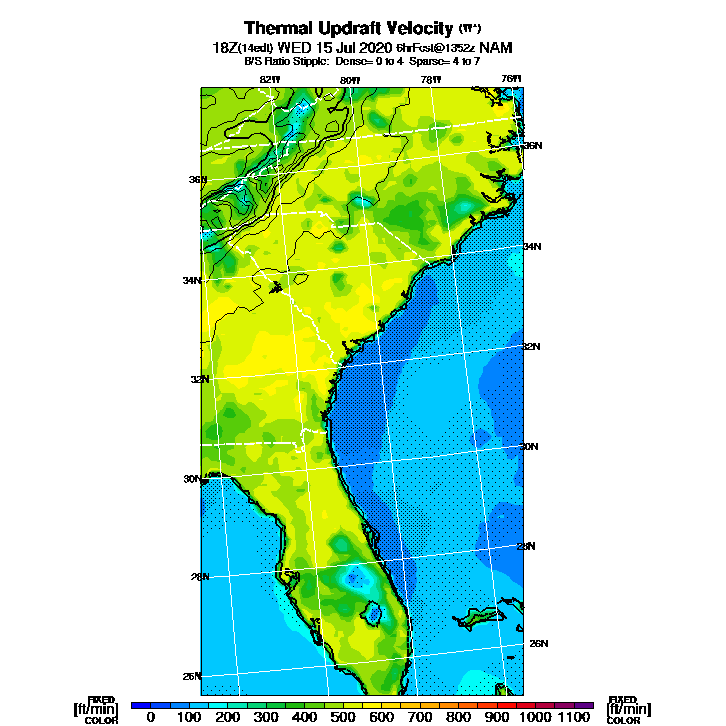 Thermal Updraft Velocity (W*)
18Z(14edt) WED 15 Jul 2020 6hrFcst@1352z NAM
B/S Ratio Stipple: Dense= 0 to 4 Sparse= 4 to 7
82W 80W 78W 76W
36N
36N
34N
34N
32N
32N
30N
30N
28N
28N
26N
26N
FIXED FIXED
[ft/min] [ft/min]
COLOR COLOR
0 100 200 300 400 500 600 700 800 900 1000 1100